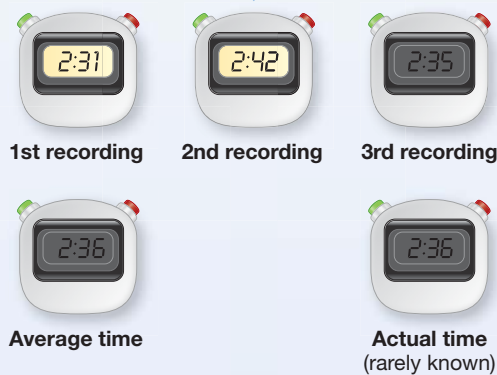 2:31 2:42 2:35
1st recording 2nd recording 3rd recording
2:36 2:36
Average time Actual time
(rarely known)